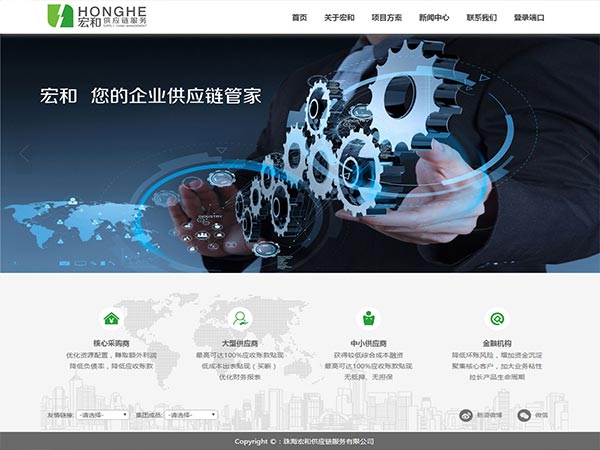 HONGHE
宏和供应链服务
SUPPLY CHAIN MANAGEMENT
首页 关于宏和 项目方案 新闻中心 联系我们 登录端口
宏和 您的企业供应链管家
INDUSTRY
核心采购商 大型供应商 中小供应商 金融机构
优化资源配置，赚取额外利润 最高可达100%应收账款贴现 获得较低综合成本融资 降低坏账风险，增加资金沉淀
降低负债率，降低应收账款 低成本出表贴现（买断） 最高可达100%应收账款贴现 聚集核心客户，加大业务粘性
优化财务报表 无抵押、无担保 拉长产品生命周期
友情链接: -请选择- 集团成员: -请选择- 新浪微博 微信
Copyright ©：珠海宏和供应链服务有限公司